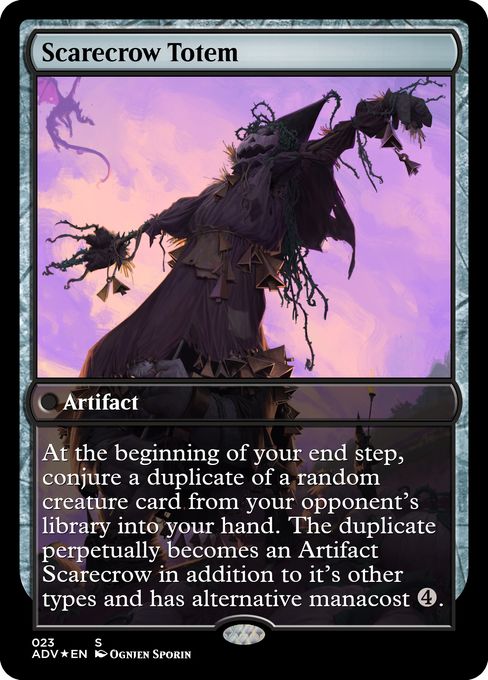 Scarecrow Totem
Artifact
At the beginning of your end step,
conjure a duplicate of a random
creature card from your opponent's
library into your hand. The duplicate
perpetually becomes an Artifact
Scarecrow in addition to it's other
types and has alternative manacost 4.
023 S
ADV★EN Ognjen Sporin